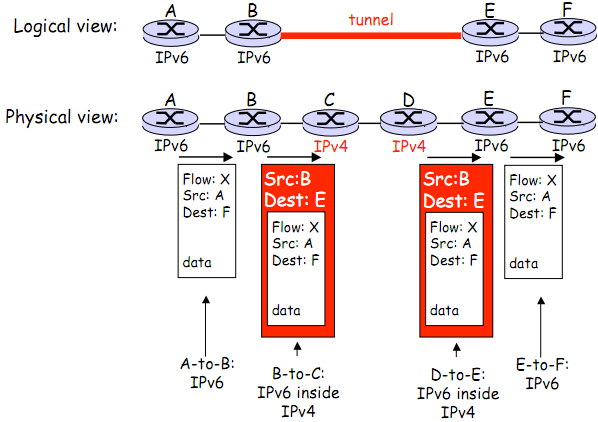 Logical view:
A
B
tunnel
E
F
IPv6
IPv6
IPv6
IPv6
Physical view:
A
B
C
D
E
F
IPv6
IPv6
IPv4
IPv4
IPv6
IPv6
Flow: X
Src: A
Dest: F
data
Src:B
Dest: E
Flow: X
Src: A
Dest: F
data
Src:B
Dest: E
Flow: X
Src: A
Dest: F
data
Flow: X
Src: A
Dest: F
data
A-to-B:
IPv6
B-to-C:
IPv6 inside
IPv4
D-to-E:
IPv6 inside
IPv4
E-to-F:
IPv6